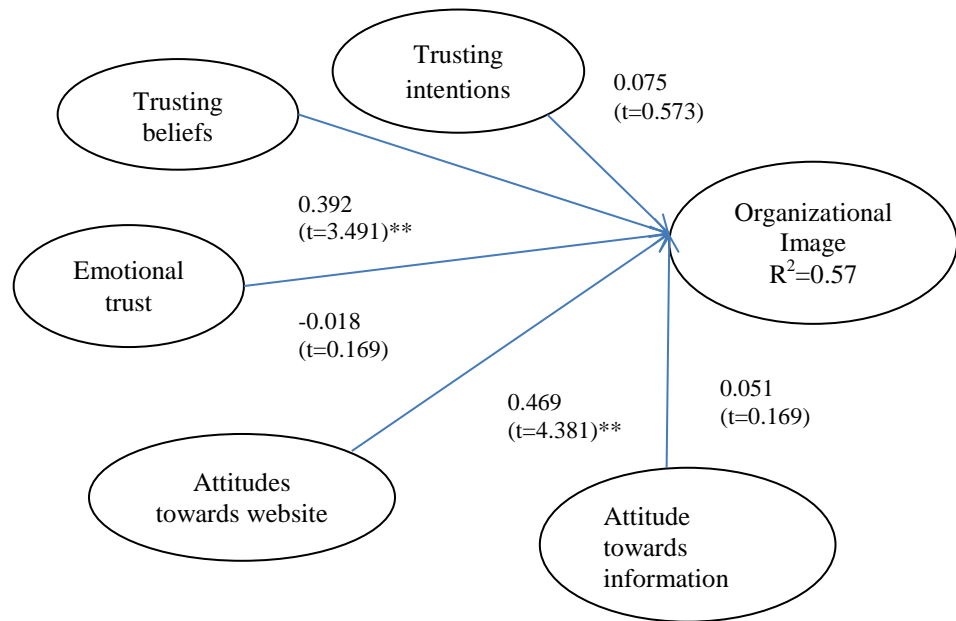 Trusting
intentions
0.075
(t=0.573)
Trusting
beliefs
0.392
(t=3.491)**
Organizational
Image
R²=0.57
Emotional
trust
-0.018
(t=0.169)
0.469
(t=4.381)**
0.051
(t=0.169)
Attitudes
towards website
Attitude
towards
information